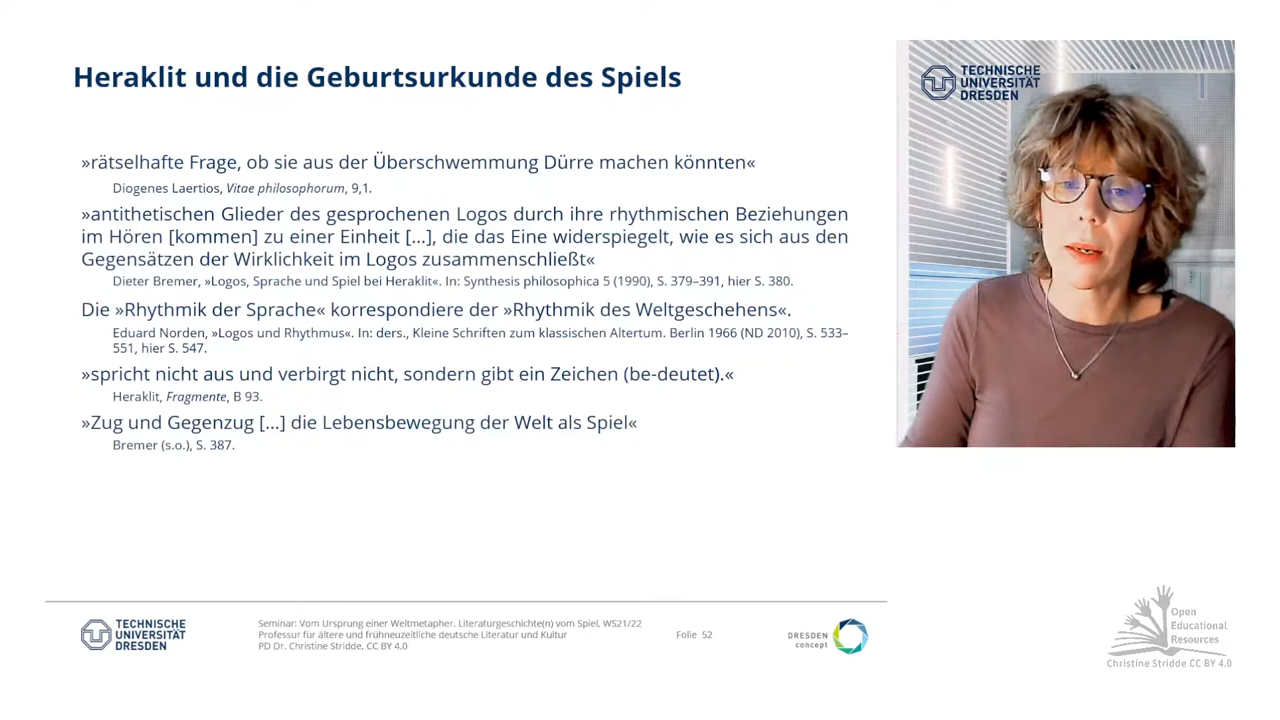 Heraklit und die Geburtsurkunde des Spiels
»rätselhafte Frage, ob sie aus der Überschwemmung Dürre machen könnten«
Diogenes Laertios, Vitae philosophorum, 9,1.
»antithetischen Glieder des gesprochenen Logos durch ihre rhythmischen Beziehungen
im Hören [kommen] zu einer Einheit [...], die das Eine widerspiegelt, wie es sich aus den
Gegensätzen der Wirklichkeit im Logos zusammenschließt«
Dieter Bremer, »Logos, Sprache und Spiel bei Heraklit«. In: Synthesis philosophica 5 (1990), S. 379–391, hier S. 380.
Die »Rhythmik der Sprache« korrespondiere der »Rhythmik des Weltgeschehens«.
Eduard Norden, »Logos und Rhythmus«. In: ders., Kleine Schriften zum klassischen Altertum. Berlin 1966 (ND 2010), S. 533–
551, hier S. 547.
»spricht nicht aus und verbirgt nicht, sondern gibt ein Zeichen (be-deutet).«
Heraklit, Fragmente, B 93.
»Zug und Gegenzug [...] die Lebensbewegung der Welt als Spiel«
Bremer (s.o.), S. 387.
TECHNISCHE
UNIVERSITÄT
DRESDEN
TECHNISCHE
UNIVERSITÄT
DRESDEN
Seminar: Vom Ursprung einer Weltmetapher. Literaturgeschichte(n) vom Spiel, WS21/22
Professur für ältere und frühneuzeitliche deutsche Literatur und Kultur
PD Dr. Christine Stridde, CC BY 4.0
Folie 52
DRESDEN
concept
Open
Educational
Resources
Christine Stridde CC BY 4.0